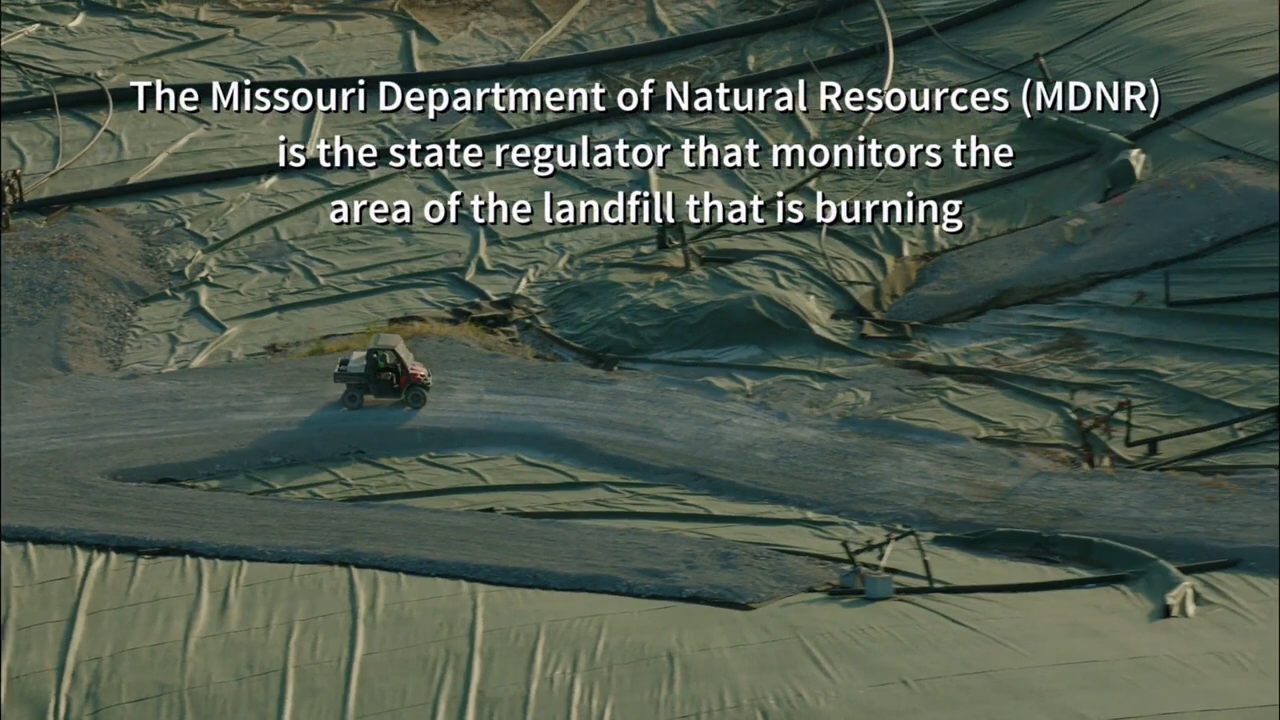 The Missouri Department of Natural Resources (MDNR)
is the state regulator that monitors the
area of the landfill that is burning